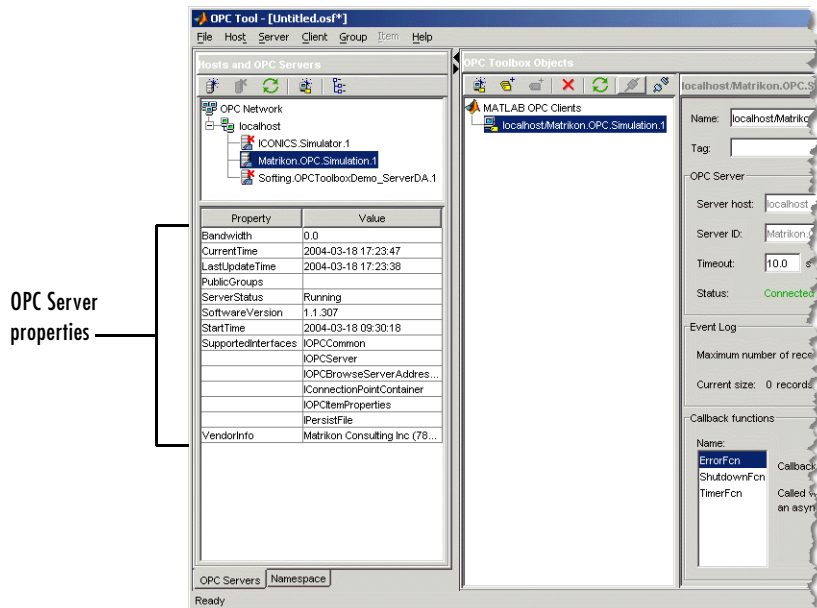 OPC Tool - [Untitled.osf*]
File Host Server Client Group Item Help
Hosts and OPC Servers
OPC Network
localhost
ICONICS.Simulator.1
Matrikon.OPC.Simulation.1
Softing.OPCToolboxDemo_ServerDA.1
Property Value
Bandwidth 0.0
CurrentTime 2004-03-18 17:23:47
LastUpdateTime 2004-03-18 17:23:38
PublicGroups
ServerStatus Running
SoftwareVersion 1.1.307
StartTime 2004-03-18 09:30:18
SupportedInterfaces IOPCCommon
IOPCServer
IOPCBrowseServerAddres...
IConnectionPointContainer
IOPCItemProperties
IPersistFile
VendorInfo Matrikon Consulting Inc (78...
OPC Servers Namespace
Ready
OPC Server
properties
OPC Toolbox Objects
MATLAB OPC Clients
localhost/Matrikon.OPC.Simulation.1
localhost/Matrikon.OPC.S
Name: localhost/Matriko
Tag:
OPC Server
Server host: localhost
Server ID: Matrikon.
Timeout: 10.0 s
Status: Connected
Event Log
Maximum number of rece
Current size: 0 records
Callback functions
Name:
ErrorFcn
ShutdownFcn
TimerFcn
Callback
Called
an asyn